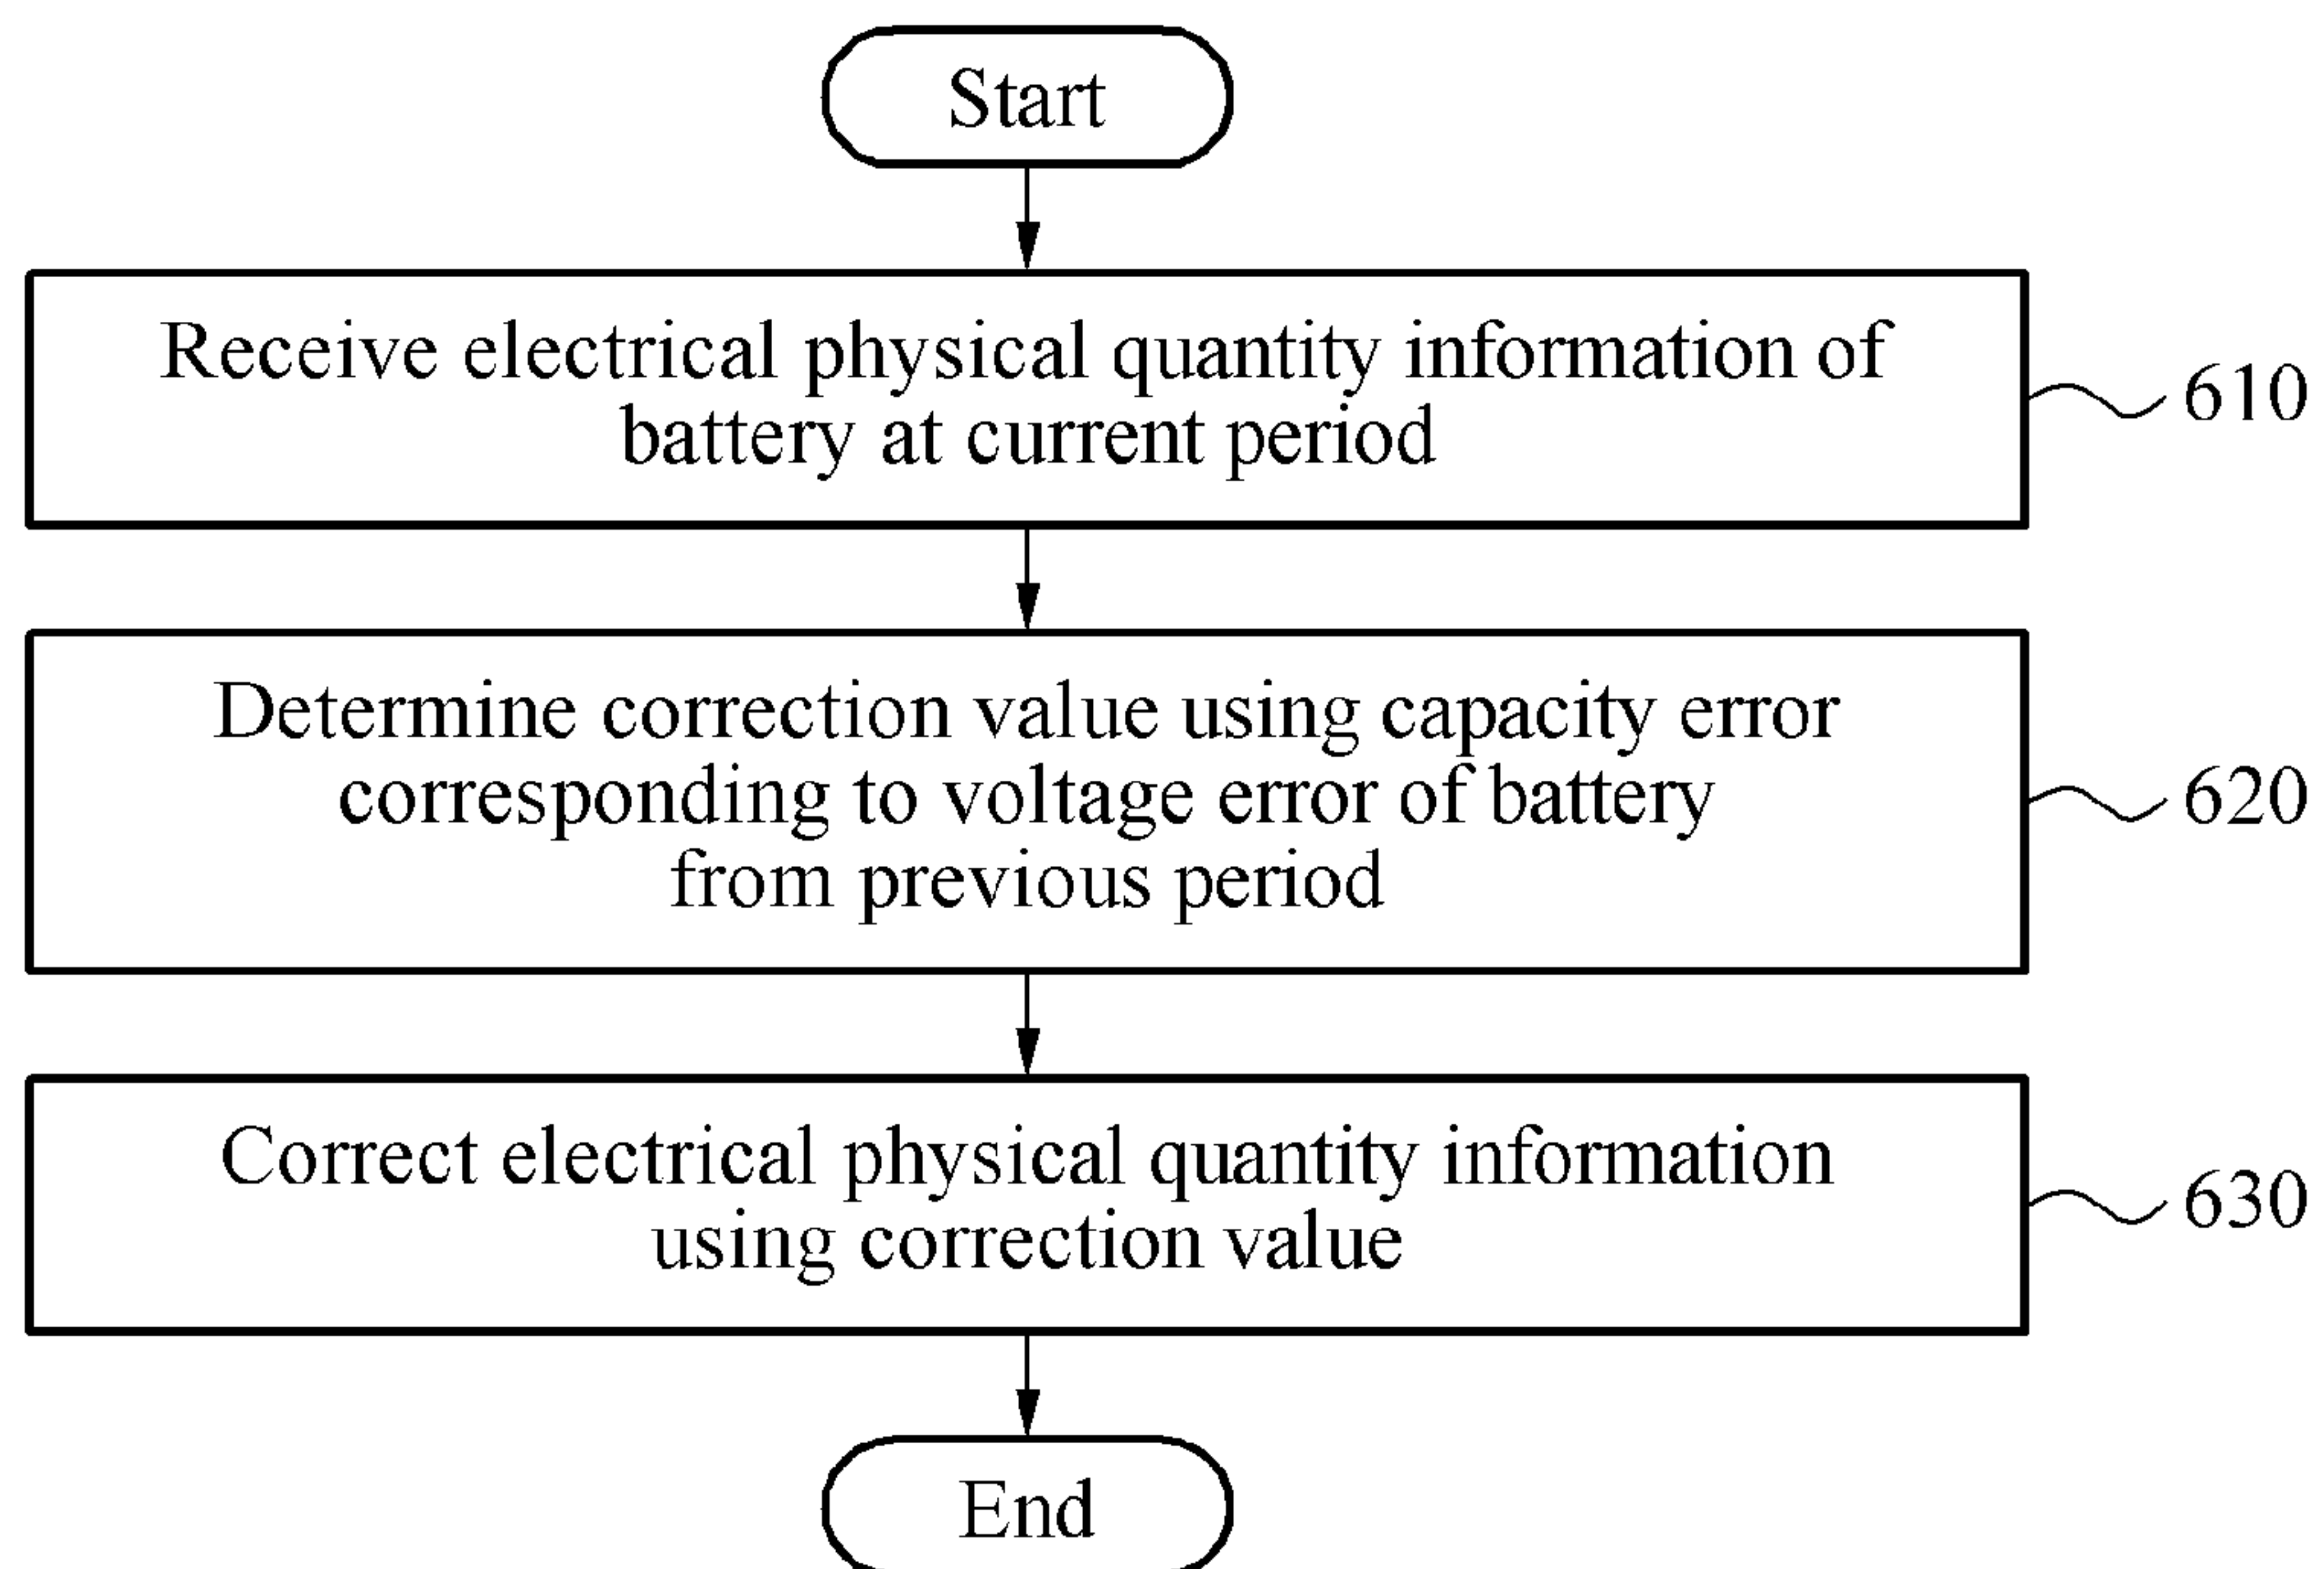 Start
Receive electrical physical quantity information of
battery at current period
610
Determine correction value using capacity error
corresponding to voltage error of battery
from previous period
620
Correct electrical physical quantity information
using correction value
630
End